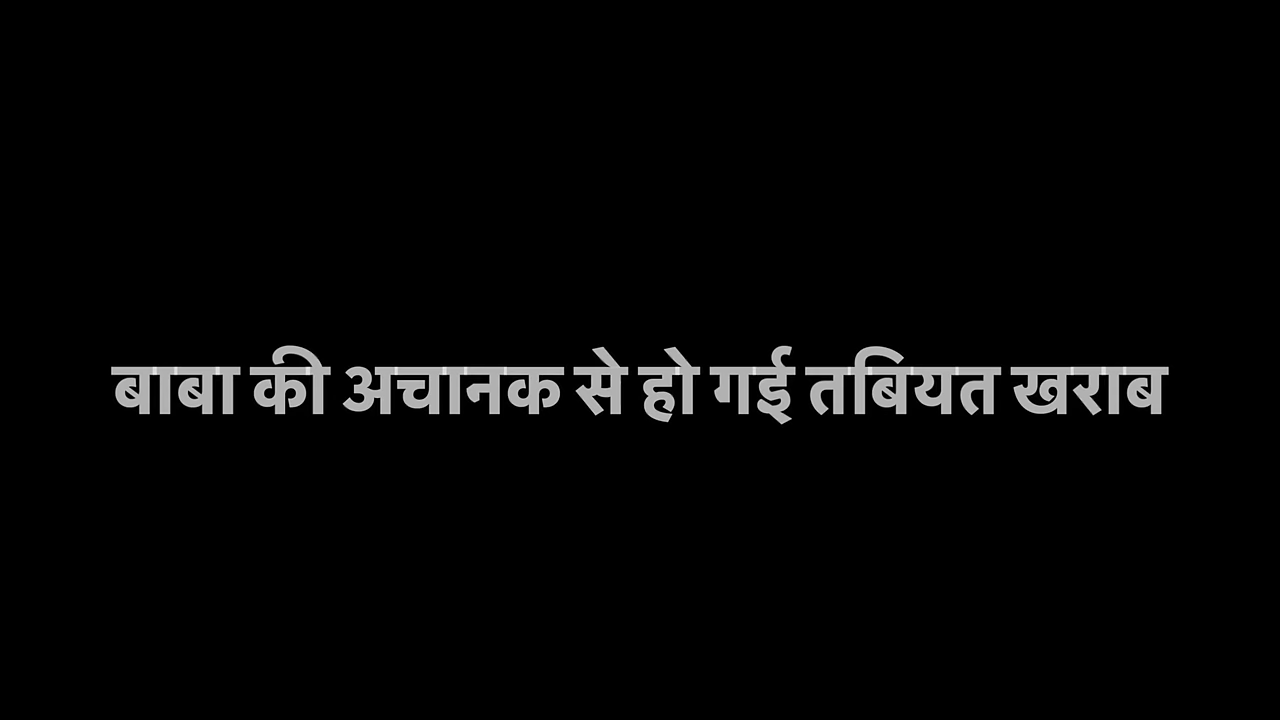 बाबा की अचानक से हो गई तबियत खराब